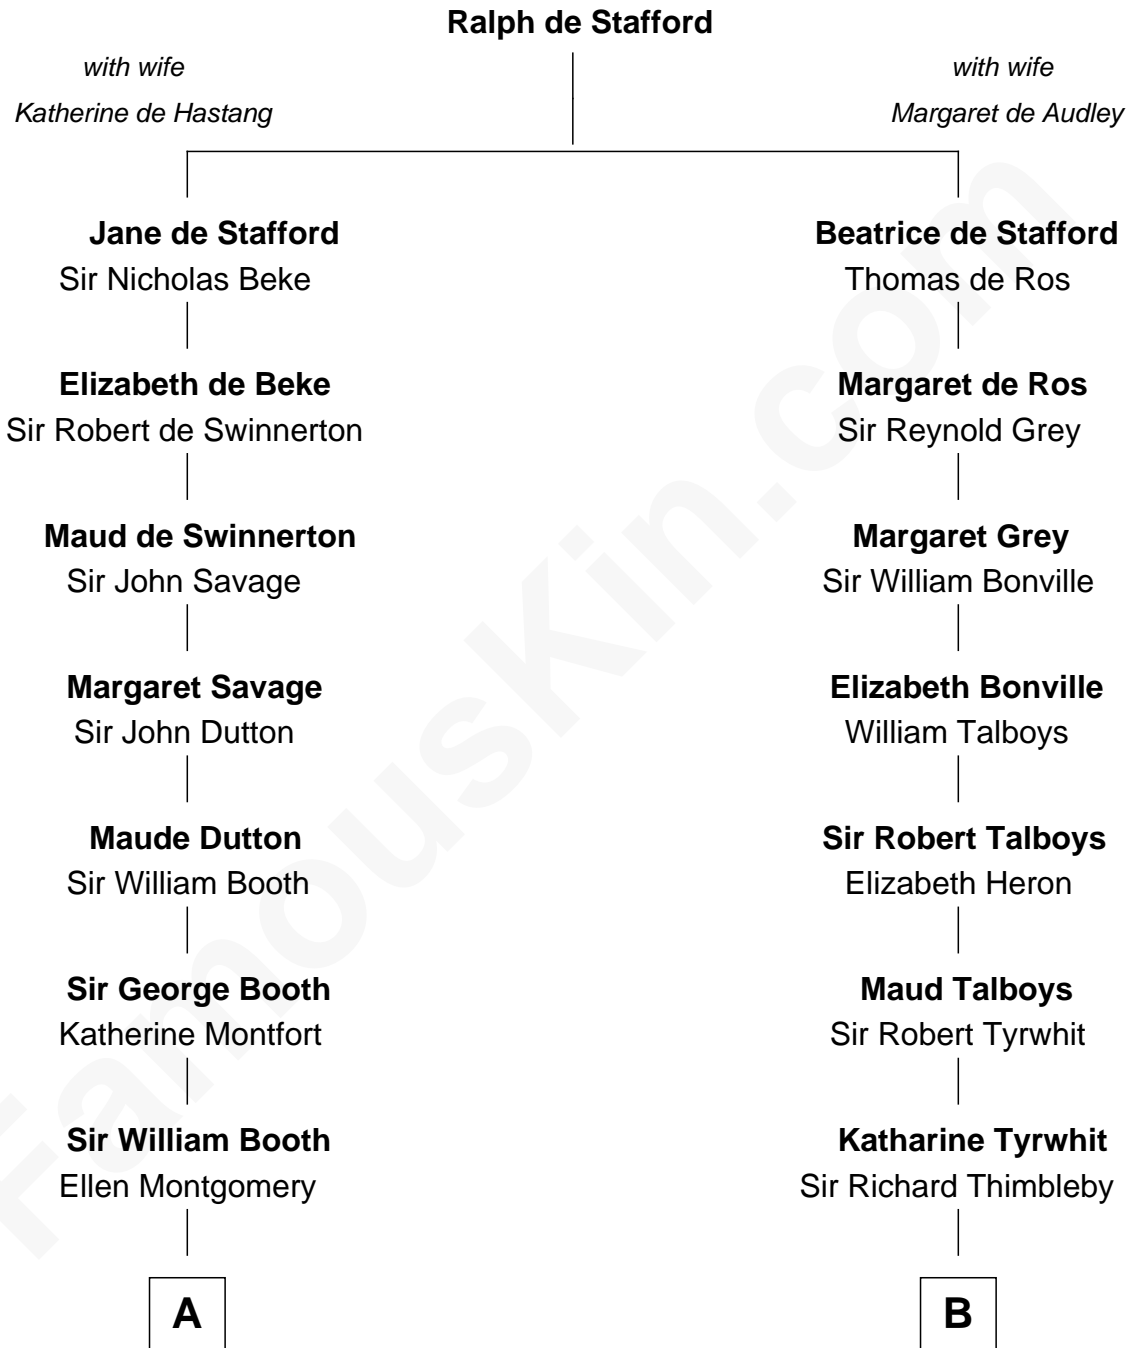 Ralph de Stafford
with wife
Katherine de Hastang
with wife
Margaret de Audley
Jane de Stafford
Sir Nicholas Beke
Beatrice de Stafford
Thomas de Ros
Elizabeth de Beke
Sir Robert de Swinnerton
Margaret de Ros
Sir Reynold Grey
Maud de Swinnerton
Sir John Savage
Margaret Grey
Sir William Bonville
Margaret Savage
Sir John Dutton
Elizabeth Bonville
William Talboys
Maude Dutton
Sir William Booth
Sir Robert Talboys
Elizabeth Heron
Sir George Booth
Katherine Montfort
Maud Talboys
Sir Robert Tyrwhit
Sir William Booth
Ellen Montgomery
Katharine Tyrwhit
Sir Richard Thimbleby
A
B
FamousKin.com